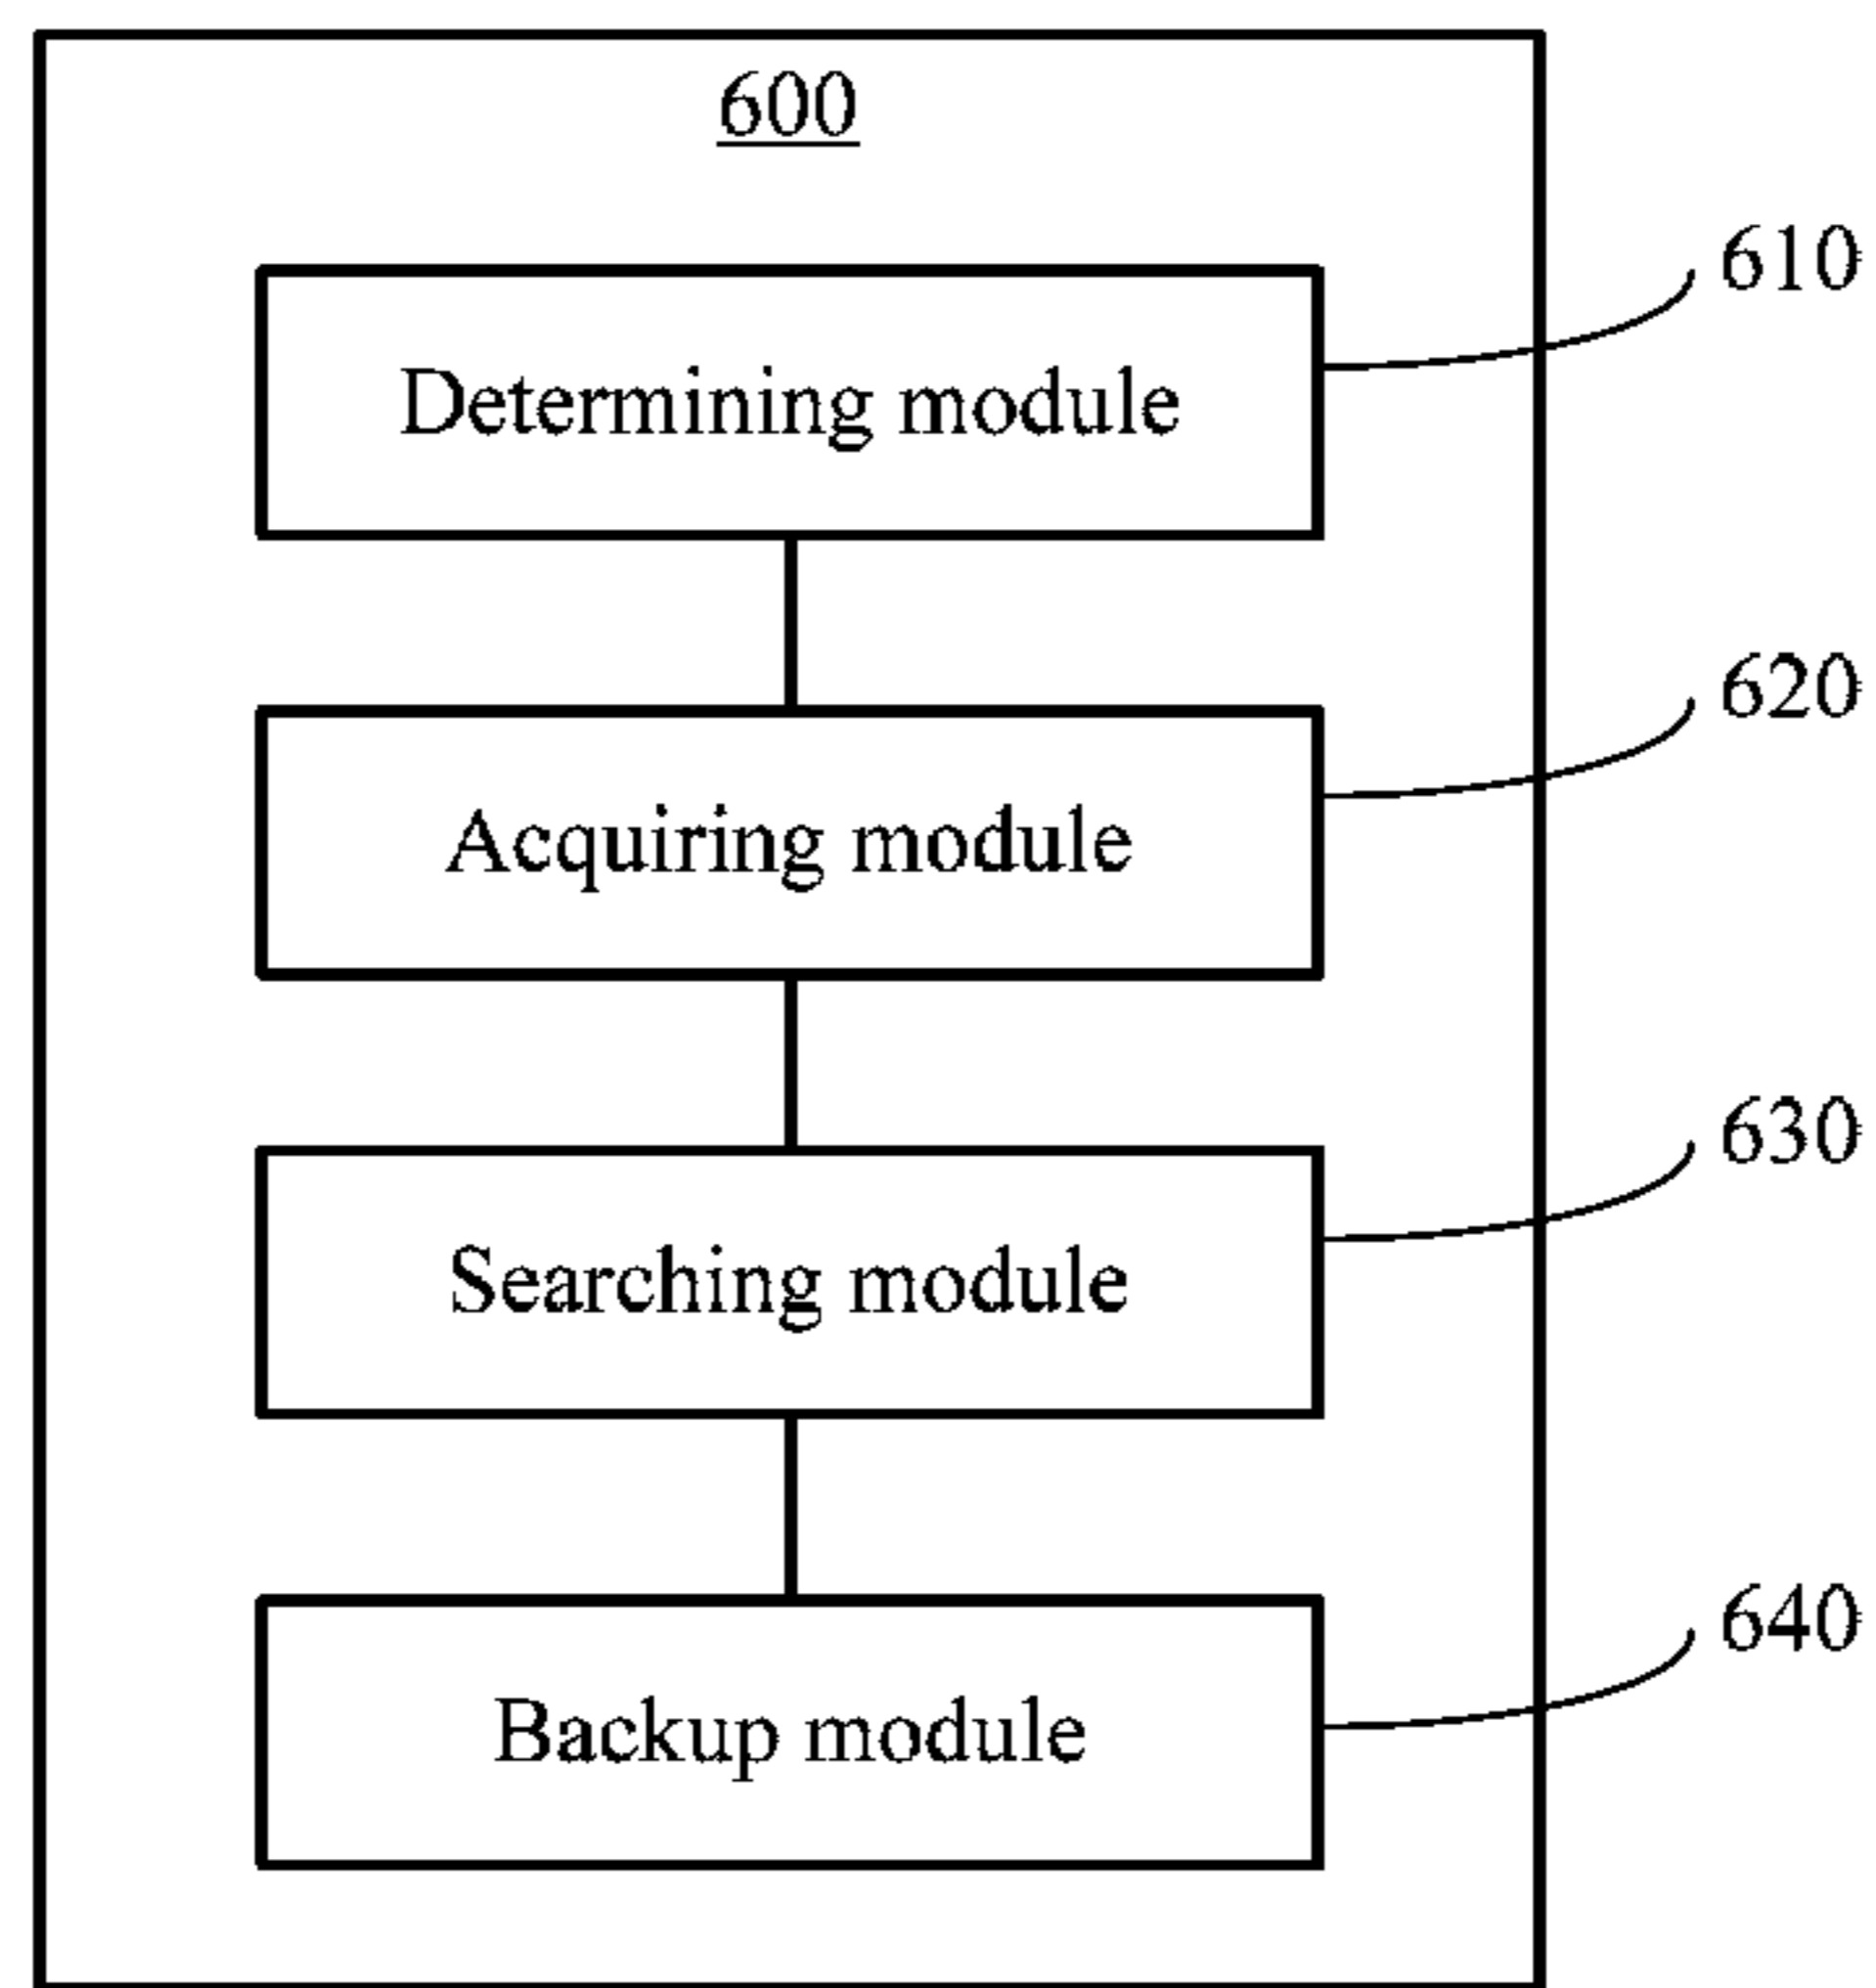 600
610
Determining module
620
Acquiring module
630
Searching module
640
Backup module